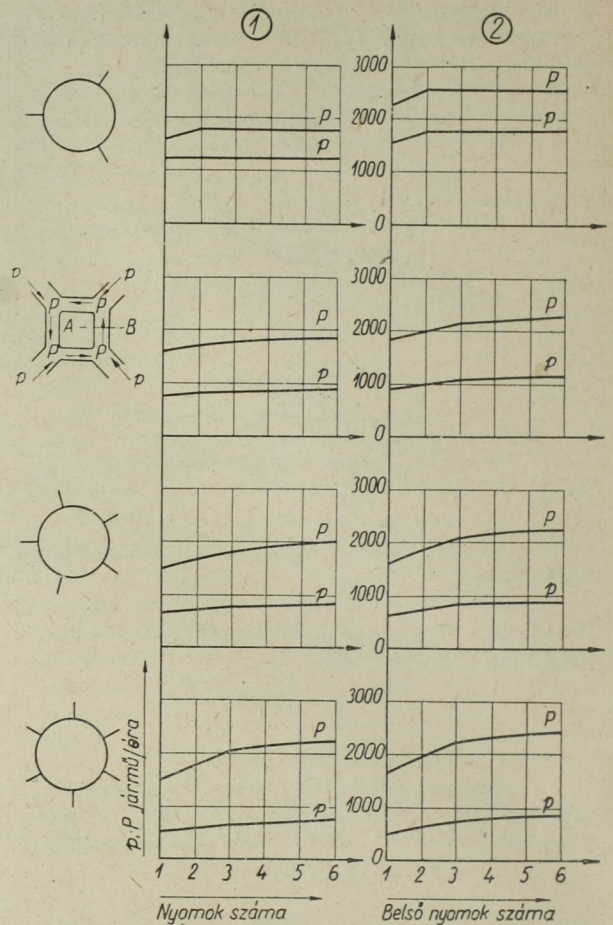 1 2
3000
P
P 2000
p
p 1000
0
3000
p p
P P P
A B 2000
P P p
p p p 1000
0
3000
P P
2000
1000
p p
0
3000
P P
2000
1000
p p
0
p, P jármű/óra
1 2 3 4 5 6 1 2 3 4 5 6
Nyomok száma Belső nyomok száma